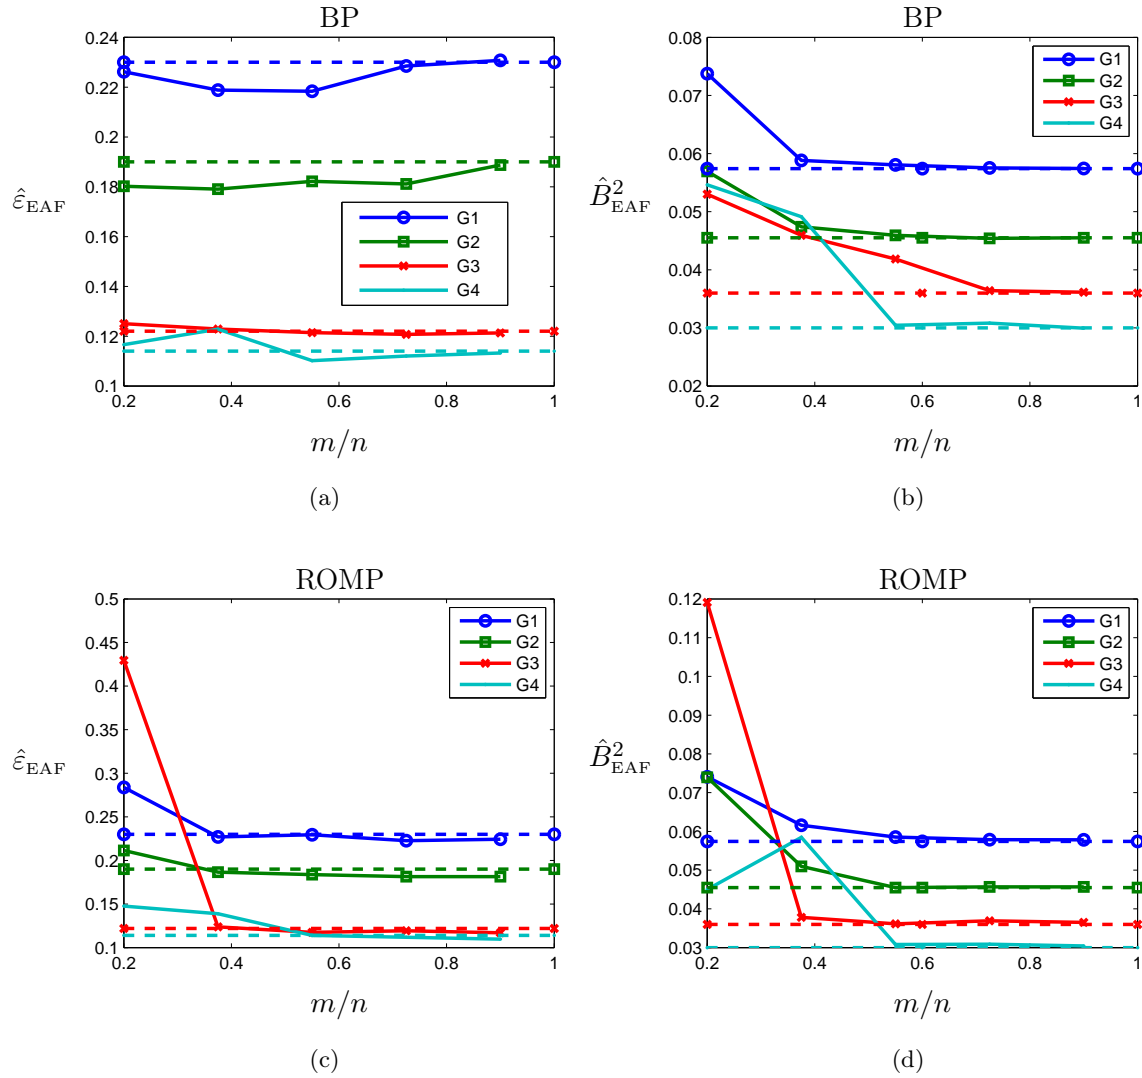 BP
0.24
0.22
0.2
0.18
0.16
0.14
0.12
0.1
0.2
0.4
0.6
0.8
1
ε̂_EAF
G1
G2
G3
G4
m/n
(a)
BP
0.08
0.07
0.06
0.05
0.04
0.03
0.02
0.2
0.4
0.6
0.8
1
B̂²_EAF
G1
G2
G3
G4
m/n
(b)
ROMP
0.5
0.45
0.4
0.35
0.3
0.25
0.2
0.15
0.1
0.2
0.4
0.6
0.8
1
ε̂_EAF
G1
G2
G3
G4
m/n
(c)
ROMP
0.12
0.11
0.1
0.09
0.08
0.07
0.06
0.05
0.04
0.03
0.2
0.4
0.6
0.8
1
B̂²_EAF
G1
G2
G3
G4
m/n
(d)